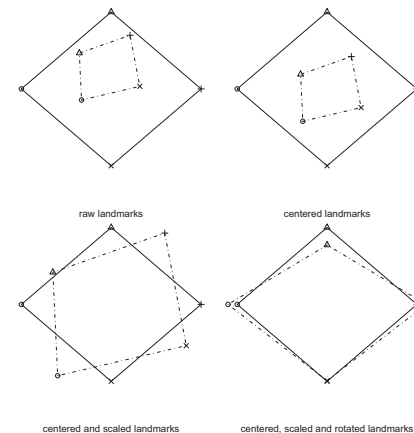 raw landmarks
centered landmarks
centered and scaled landmarks
centered, scaled and rotated landmarks